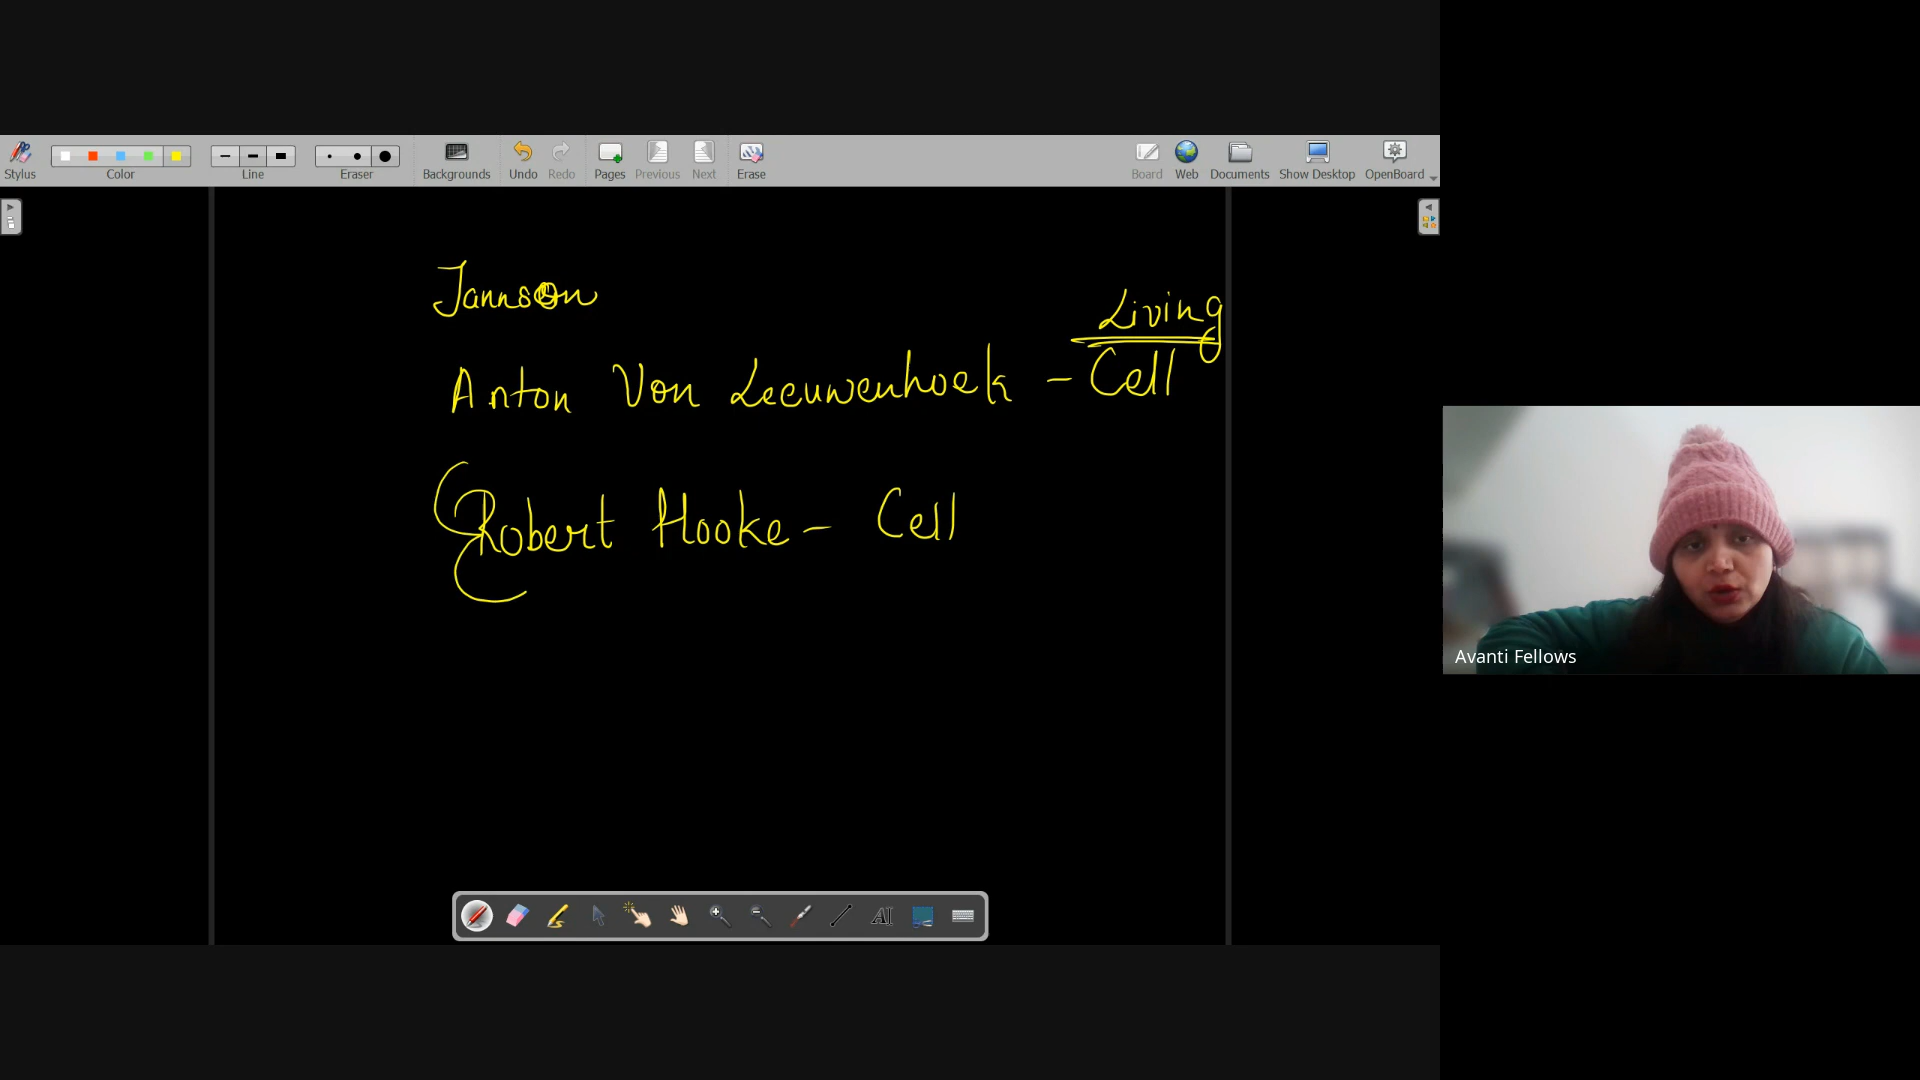 Stylus Color Line Eraser Backgrounds Undo Redo Pages Previous Next Erase Board Web Documents Show Desktop OpenBoard
Jannson
Living
Anton Von Leeuwenhoek - Cell
Robert Hooke - Cell
Avanti Fellows